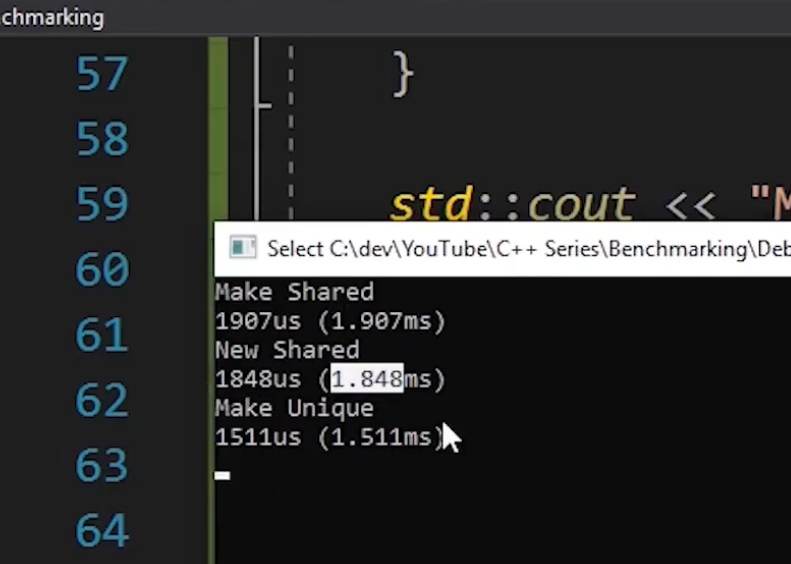 chmarking
57 }
58
59 std::cout << "M
60
61
62
63
64
Select C:\dev\YouTube\C++ Series\Benchmarking\Deb
Make Shared
1907us (1.907ms)
New Shared
1848us (1.848ms)
Make Unique
1511us (1.511ms)